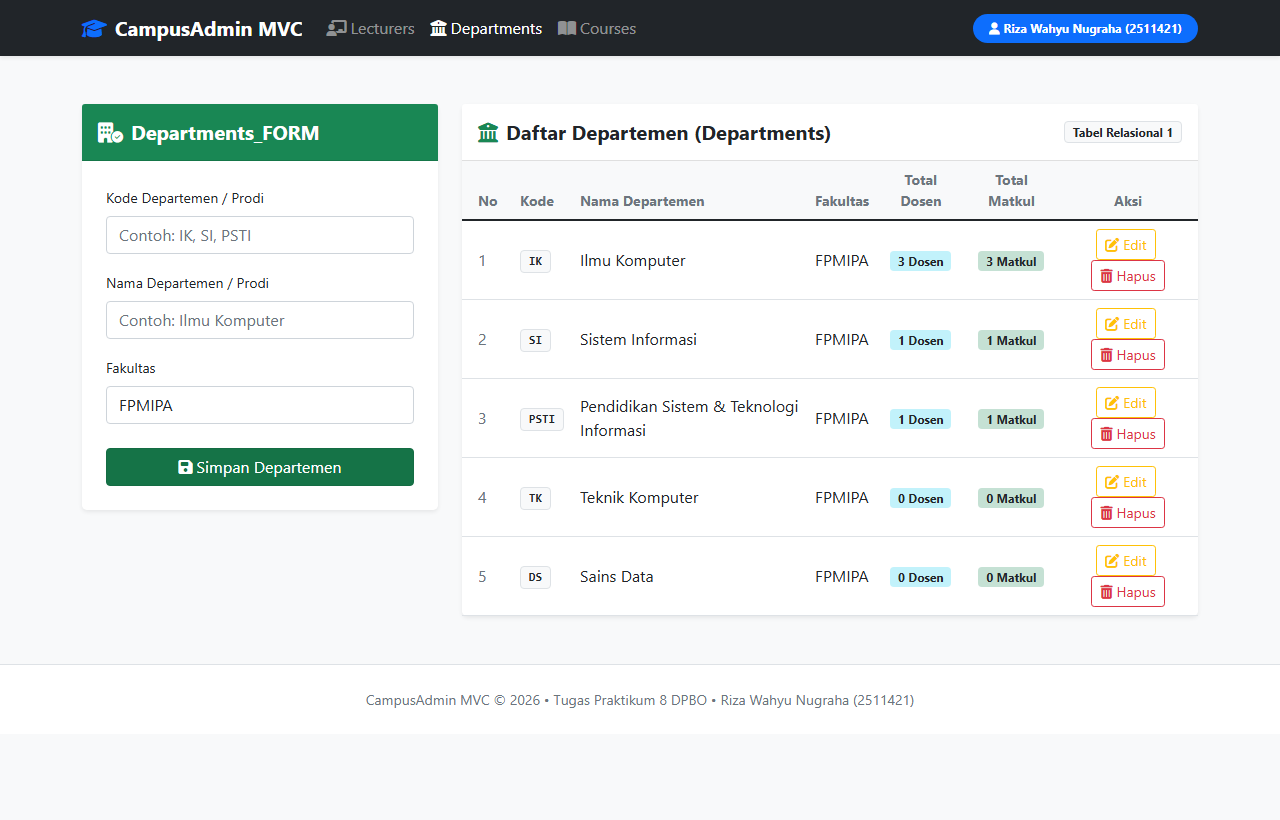 CampusAdmin MVC Lecturers Departments Courses Riza Wahyu Nugraha (2511421)
Departments_FORM
Kode Departemen / Prodi
Contoh: IK, SI, PSTI
Nama Departemen / Prodi
Contoh: Ilmu Komputer
Fakultas
FPMIPA
Simpan Departemen
Daftar Departemen (Departments) Tabel Relasional 1
No Kode Nama Departemen Fakultas Total Dosen Total Matkul Aksi
1 IK Ilmu Komputer FPMIPA 3 Dosen 3 Matkul Edit
Hapus
2 SI Sistem Informasi FPMIPA 1 Dosen 1 Matkul Edit
Hapus
3 PSTI Pendidikan Sistem & Teknologi Informasi FPMIPA 1 Dosen 1 Matkul Edit
Hapus
4 TK Teknik Komputer FPMIPA 0 Dosen 0 Matkul Edit
Hapus
5 DS Sains Data FPMIPA 0 Dosen 0 Matkul Edit
Hapus
CampusAdmin MVC © 2026 • Tugas Praktikum 8 DPBO • Riza Wahyu Nugraha (2511421)